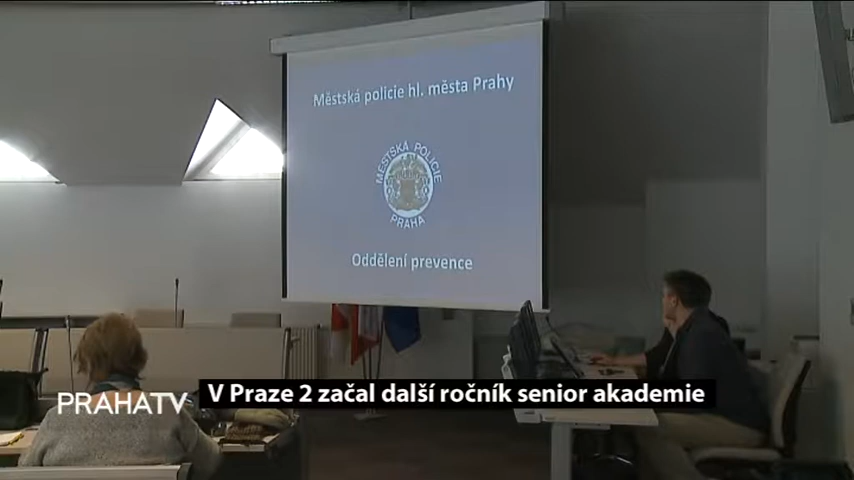 Městská policie hl. města Prahy
MĚSTSKÁ POLICIE
PRAHA
Oddělení prevence
PRAHATV
V Praze 2 začal další ročník senior akademie